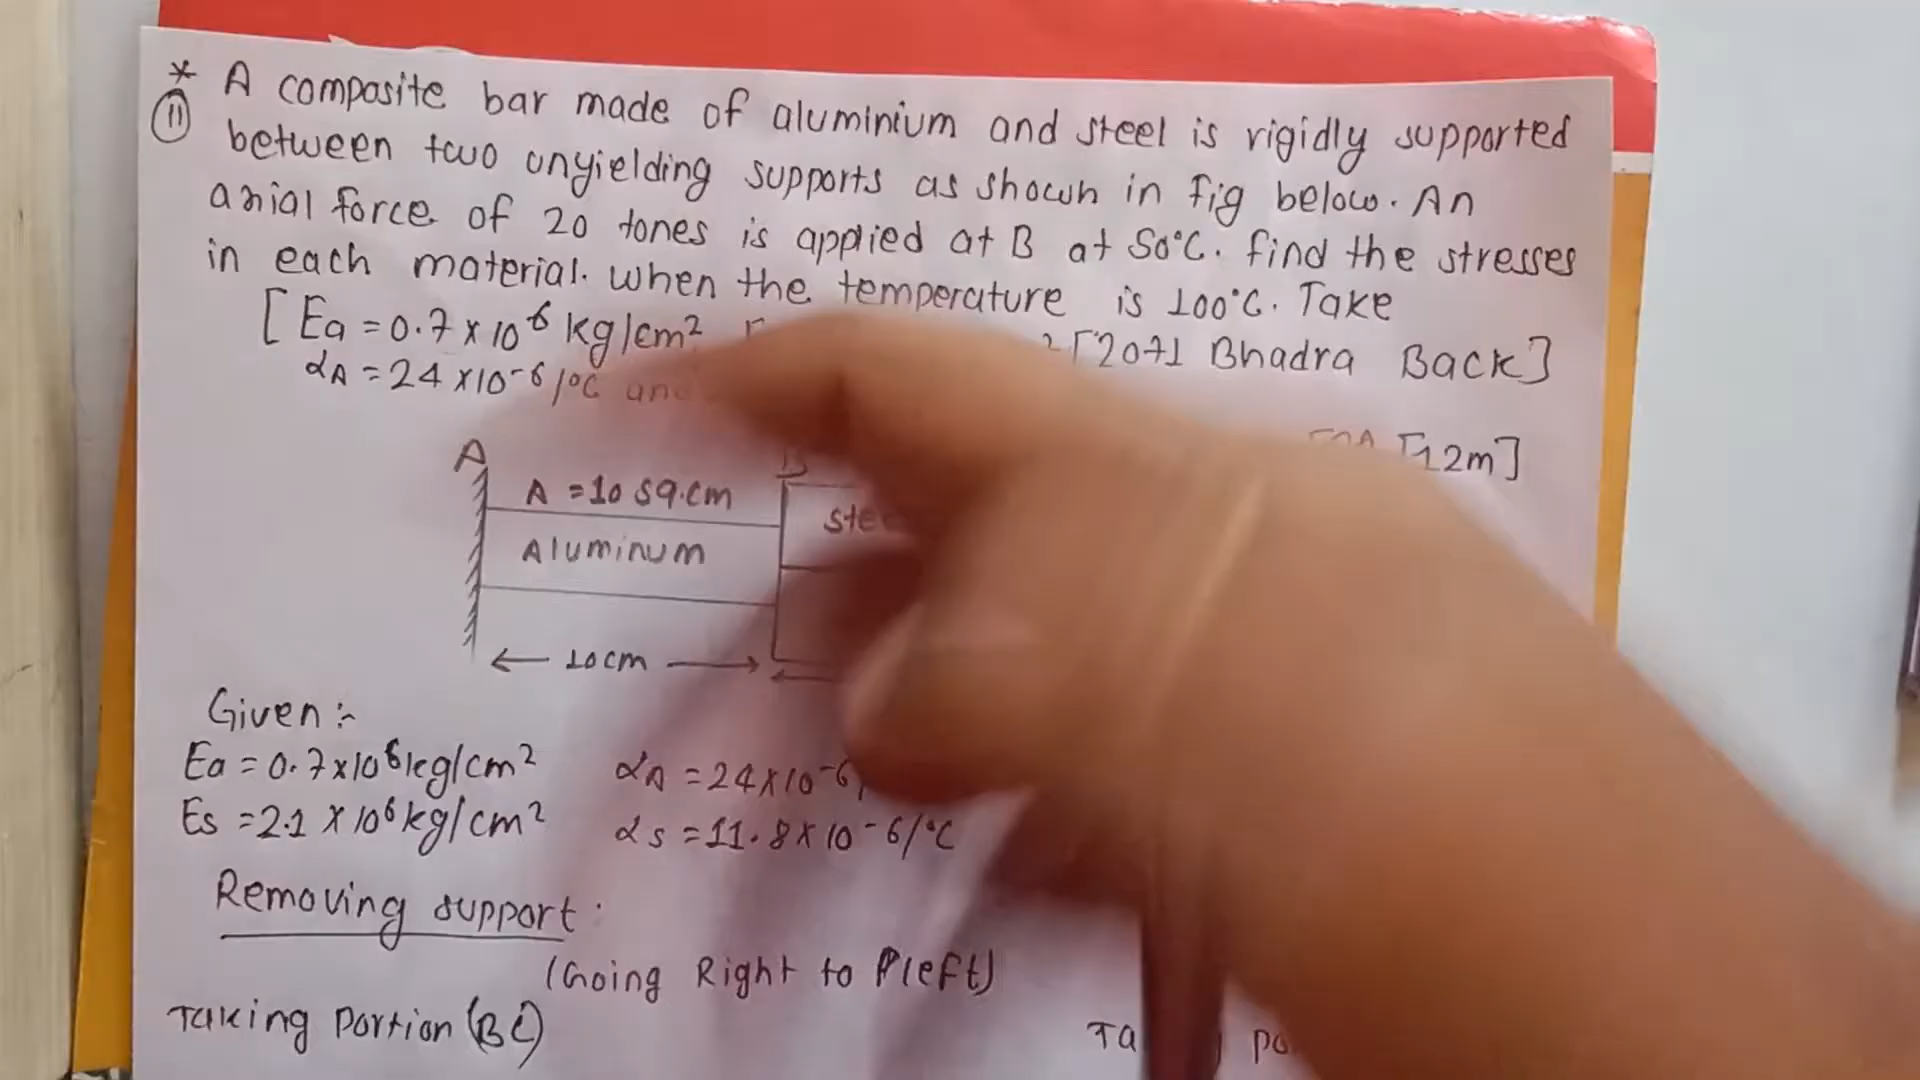 * A composite bar made of aluminium and steel is rigidly supported
(11) between two unyielding supports as shown in fig below. An
axial force of 20 tones is applied at B at 50°C. find the stresses
in each material. when the temperature is 100°C. Take
[Ea = 0.7 x 10^6 kg/cm² [2071 Bhadra Back]
αA = 24 x 10^-6/°C and
[12m]
A
B
A = 10 sq.cm
Aluminum
10cm
Given :-
Ea = 0.7x10^6 kg/cm² αA = 24x10^-6/
Es = 2.1 x 10^6 kg/cm² αs = 11.8 x 10^-6/°C
Removing support:
(Going Right to left)
Taking Portion (BC)